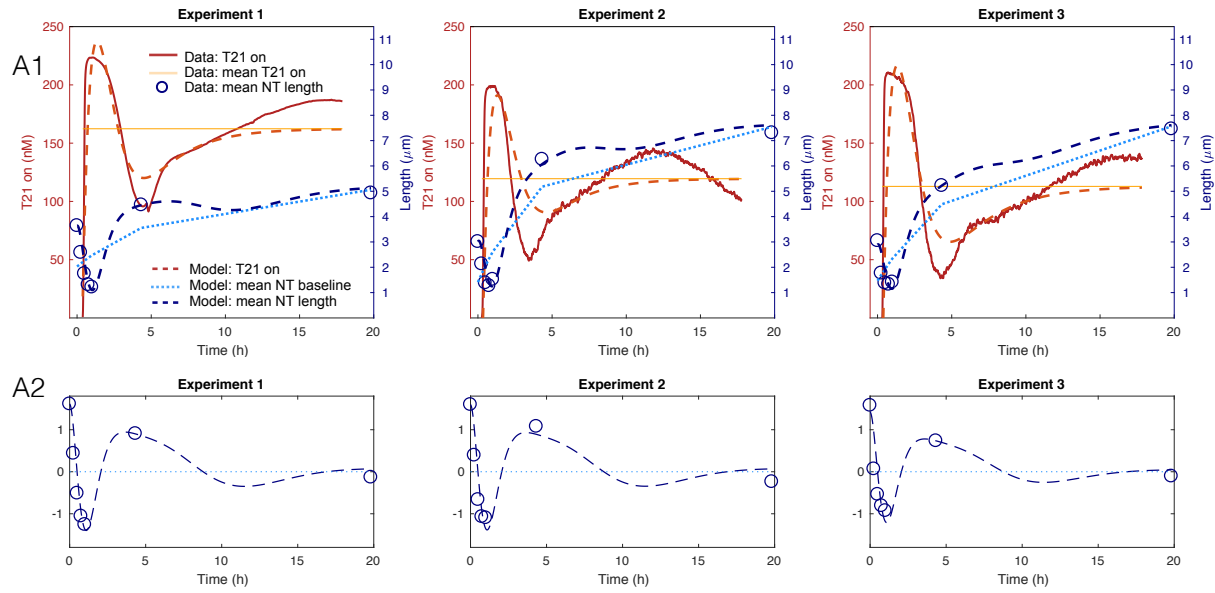 A1
Experiment 1
250
200
150
100
50
T21 on (nM)
Data: T21 on
Data: mean T21 on
Data: mean NT length
Model: T21 on
Model: mean NT baseline
Model: mean NT length
11
10
9
8
7
6
5
4
3
2
1
Length (μm)
0 5 10 15 20
Time (h)
Experiment 2
250
200
150
100
50
T21 on (nM)
11
10
9
8
7
6
5
4
3
2
1
Length (μm)
0 5 10 15 20
Time (h)
Experiment 3
250
200
150
100
50
T21 on (nM)
11
10
9
8
7
6
5
4
3
2
1
Length (μm)
0 5 10 15 20
Time (h)
A2
Experiment 1
1
0
-1
0 5 10 15 20
Time (h)
Experiment 2
1
0
-1
0 5 10 15 20
Time (h)
Experiment 3
1
0
-1
0 5 10 15 20
Time (h)